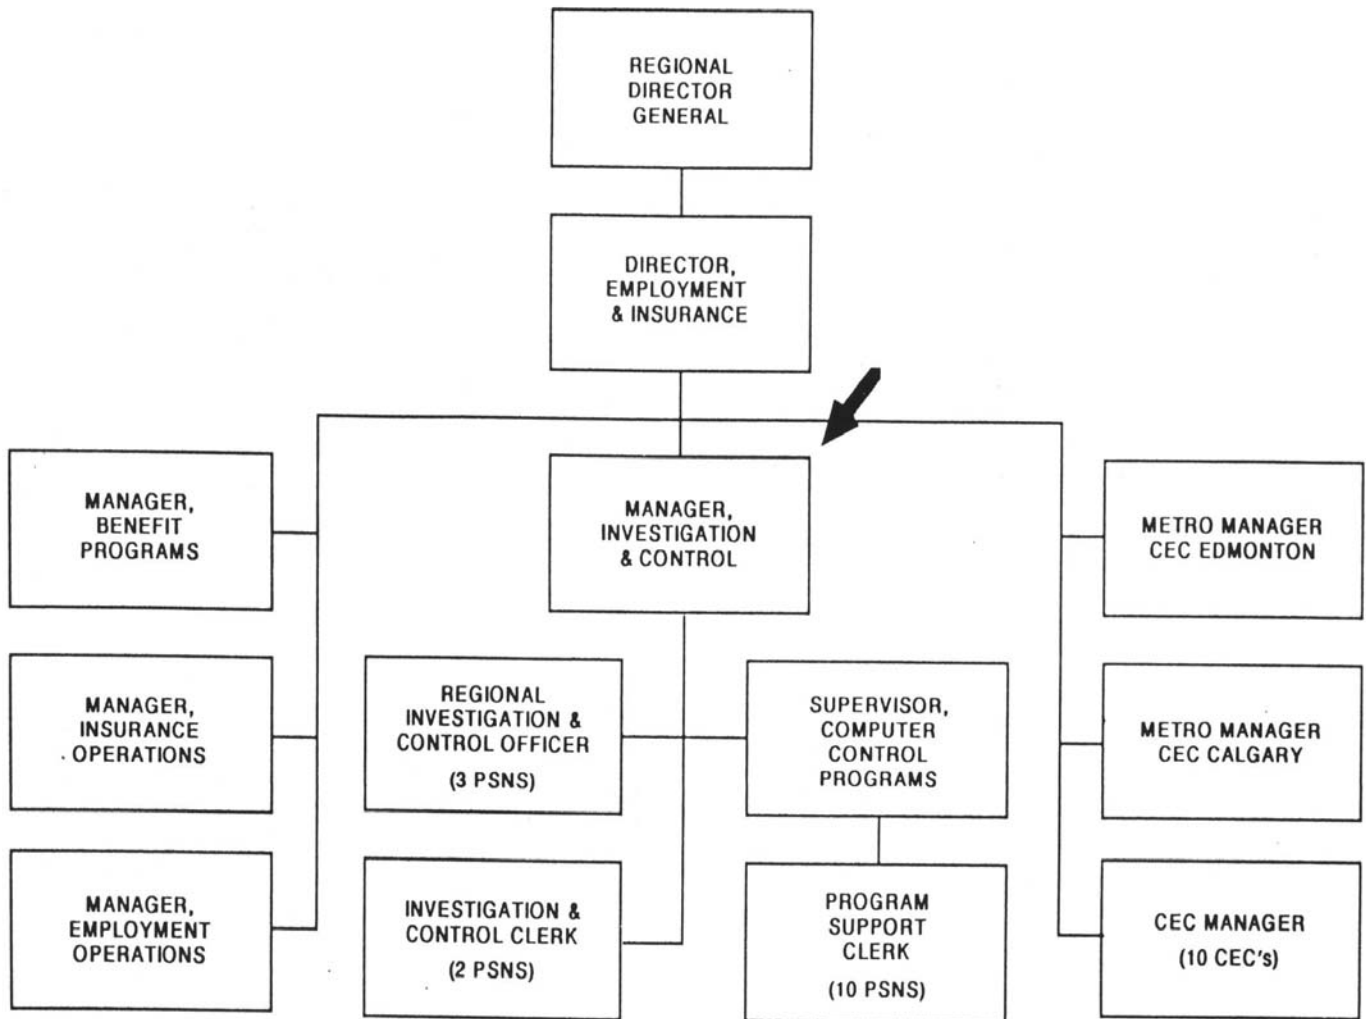 REGIONAL
DIRECTOR
GENERAL
DIRECTOR,
EMPLOYMENT
& INSURANCE
MANAGER,
BENEFIT
PROGRAMS
MANAGER,
INVESTIGATION
& CONTROL
METRO MANAGER
CEC EDMONTON
MANAGER,
INSURANCE
OPERATIONS
REGIONAL
INVESTIGATION &
CONTROL OFFICER
(3 PSNS)
SUPERVISOR,
COMPUTER
CONTROL
PROGRAMS
METRO MANAGER
CEC CALGARY
MANAGER,
EMPLOYMENT
OPERATIONS
INVESTIGATION &
CONTROL CLERK
(2 PSNS)
PROGRAM
SUPPORT
CLERK
(10 PSNS)
CEC MANAGER
(10 CEC's)